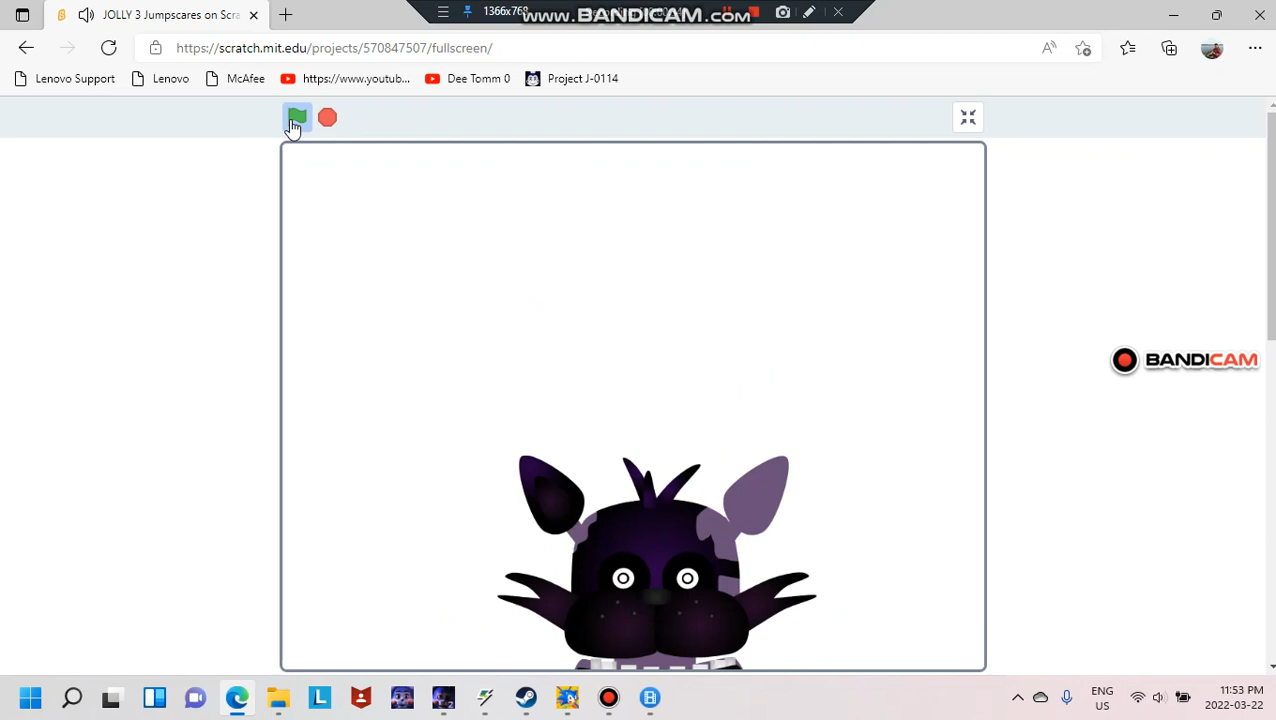 JOLLY 3 Jumpscares on Scra
1366x768
WWW.BANDICAM.COM
https://scratch.mit.edu/projects/570847507/fullscreen/
Lenovo Support
Lenovo
McAfee
https://www.youtub...
Dee Tomm 0
Project J-0114
BANDICAM
ENG
US
11:53 PM
2022-03-22